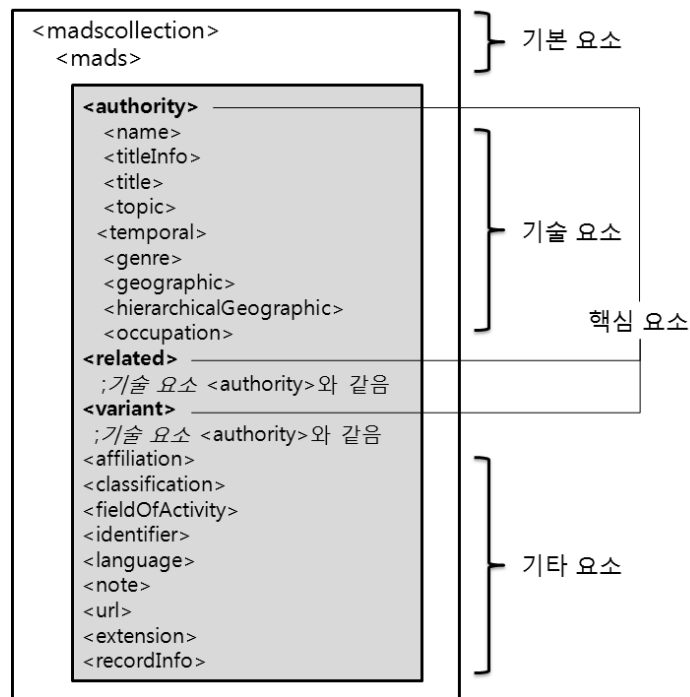 <madscollection>
<mads>
기본 요소
<authority>
<name>
<titleInfo>
<title>
<topic>
<temporal>
<genre>
<geographic>
<hierarchicalGeographic>
<occupation>
기술 요소
핵심 요소
<related>
;기술 요소 <authority>와 같음
<variant>
;기술 요소 <authority>와 같음
<affiliation>
<classification>
<fieldOfActivity>
<identifier>
<language>
<note>
<url>
<extension>
<recordInfo>
기타 요소